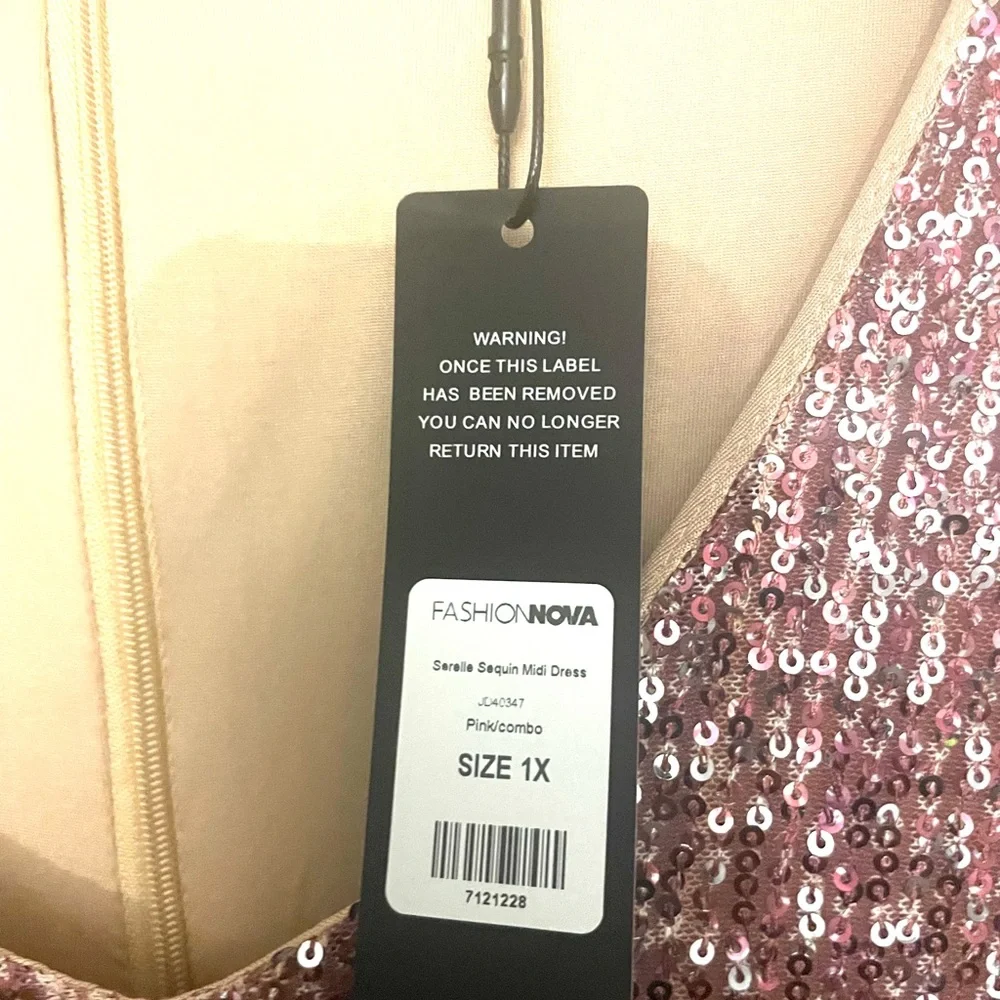 WARNING!
ONCE THIS LABEL
HAS BEEN REMOVED
YOU CAN NO LONGER
RETURN THIS ITEM
FASHIONNOVA
Serelle Sequin Midi Dress
JD40347
Pink/combo
SIZE 1X
7121228